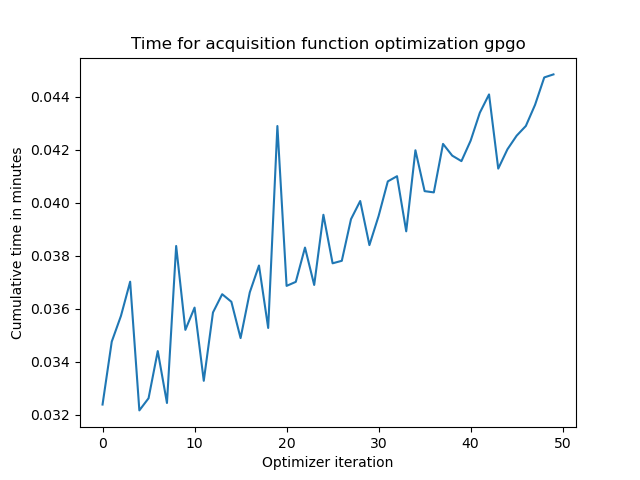 Time for acquisition function optimization gpgo
Cumulative time in minutes
0.044
0.042
0.040
0.038
0.036
0.034
0.032
0 10 20 30 40 50
Optimizer iteration